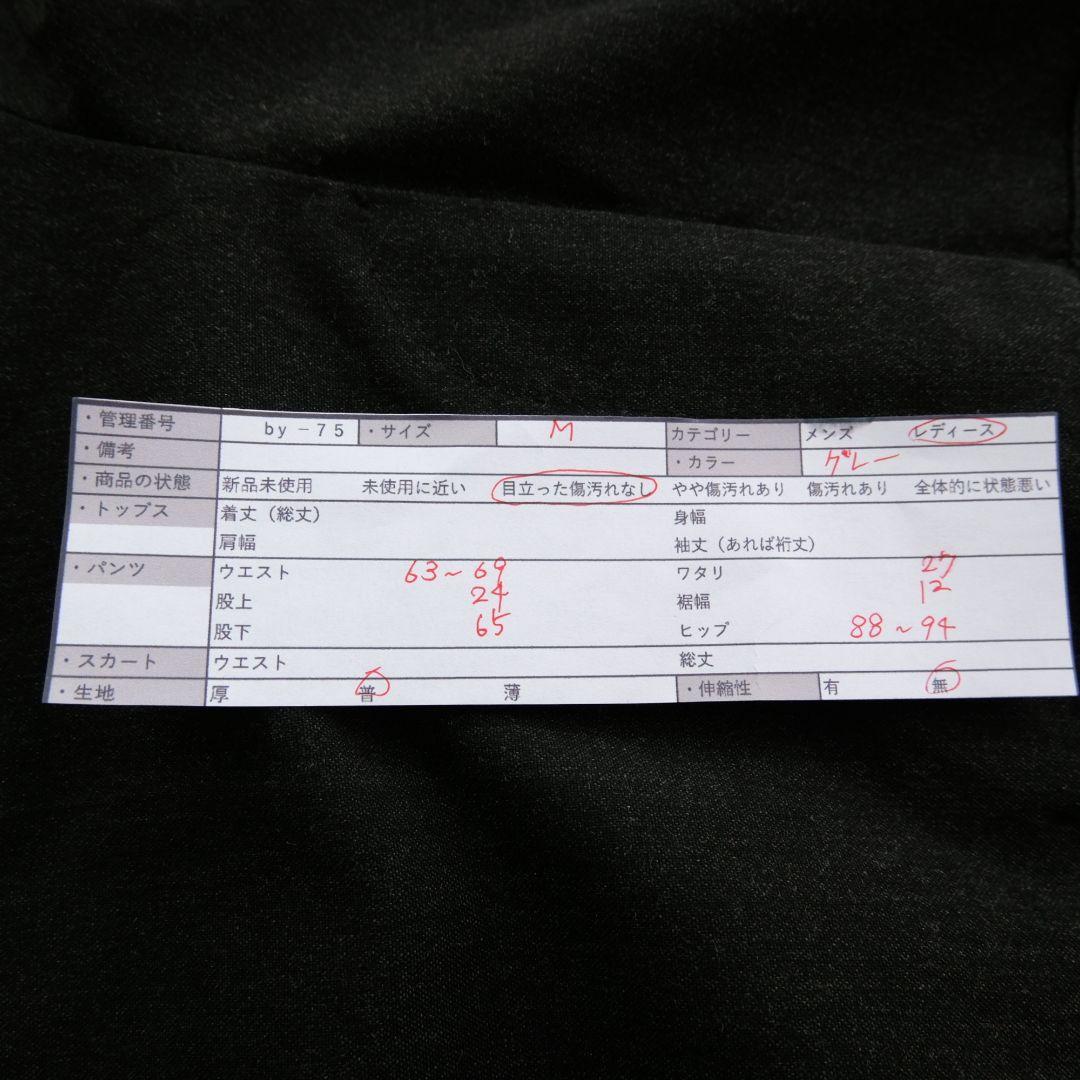 ・管理番号 by－75 ・サイズ M カテゴリー メンズ レディース
・備考 ・カラー グレー
・商品の状態 新品未使用 未使用に近い 目立った傷汚れなし やや傷汚れあり 傷汚れあり 全体的に状態悪い
・トップス 着丈（総丈） 身幅
肩幅 袖丈（あれば裄丈）
・パンツ ウエスト 63～69 ワタリ 27
股上 24 裾幅 12
股下 65 ヒップ 88～94
・スカート ウエスト 総丈
・生地 厚 普 薄 ・伸縮性 有 無